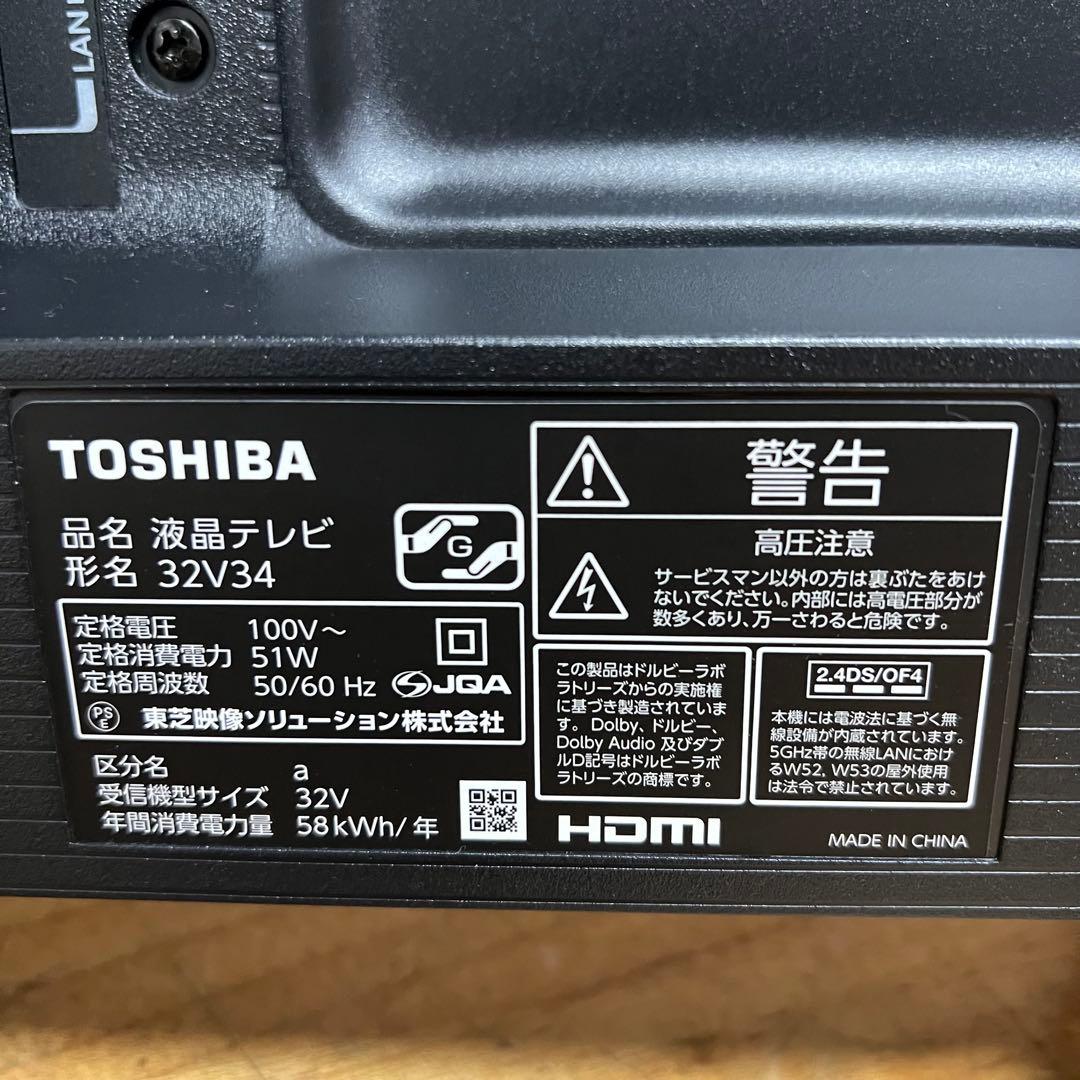 LAN
TOSHIBA
品名 液晶テレビ
形名 32V34
G
定格電圧 100V～
定格消費電力 51W
定格周波数 50/60 Hz
JQA
PS
E
東芝映像ソリューション株式会社
区分名 a
受信機型サイズ 32V
年間消費電力量 58kWh/年
警告
高圧注意
サービスマン以外の方は裏ぶたをあけ
ないでください。内部には高電圧部分が
数多くあり、万一さわると危険です。
この製品はドルビーラボ
ラトリーズからの実施権
に基づき製造されていま
す。Dolby、ドルビー、
Dolby Audio 及びダブ
ルD記号はドルビーラボ
ラトリーズの商標です。
2.4DS/OF4
本機には電波法に基づく無
線設備が内蔵されています。
5GHz帯の無線LANにおけ
るW52, W53の屋外使用
は法令で禁止されています。
HDMI
MADE IN CHINA